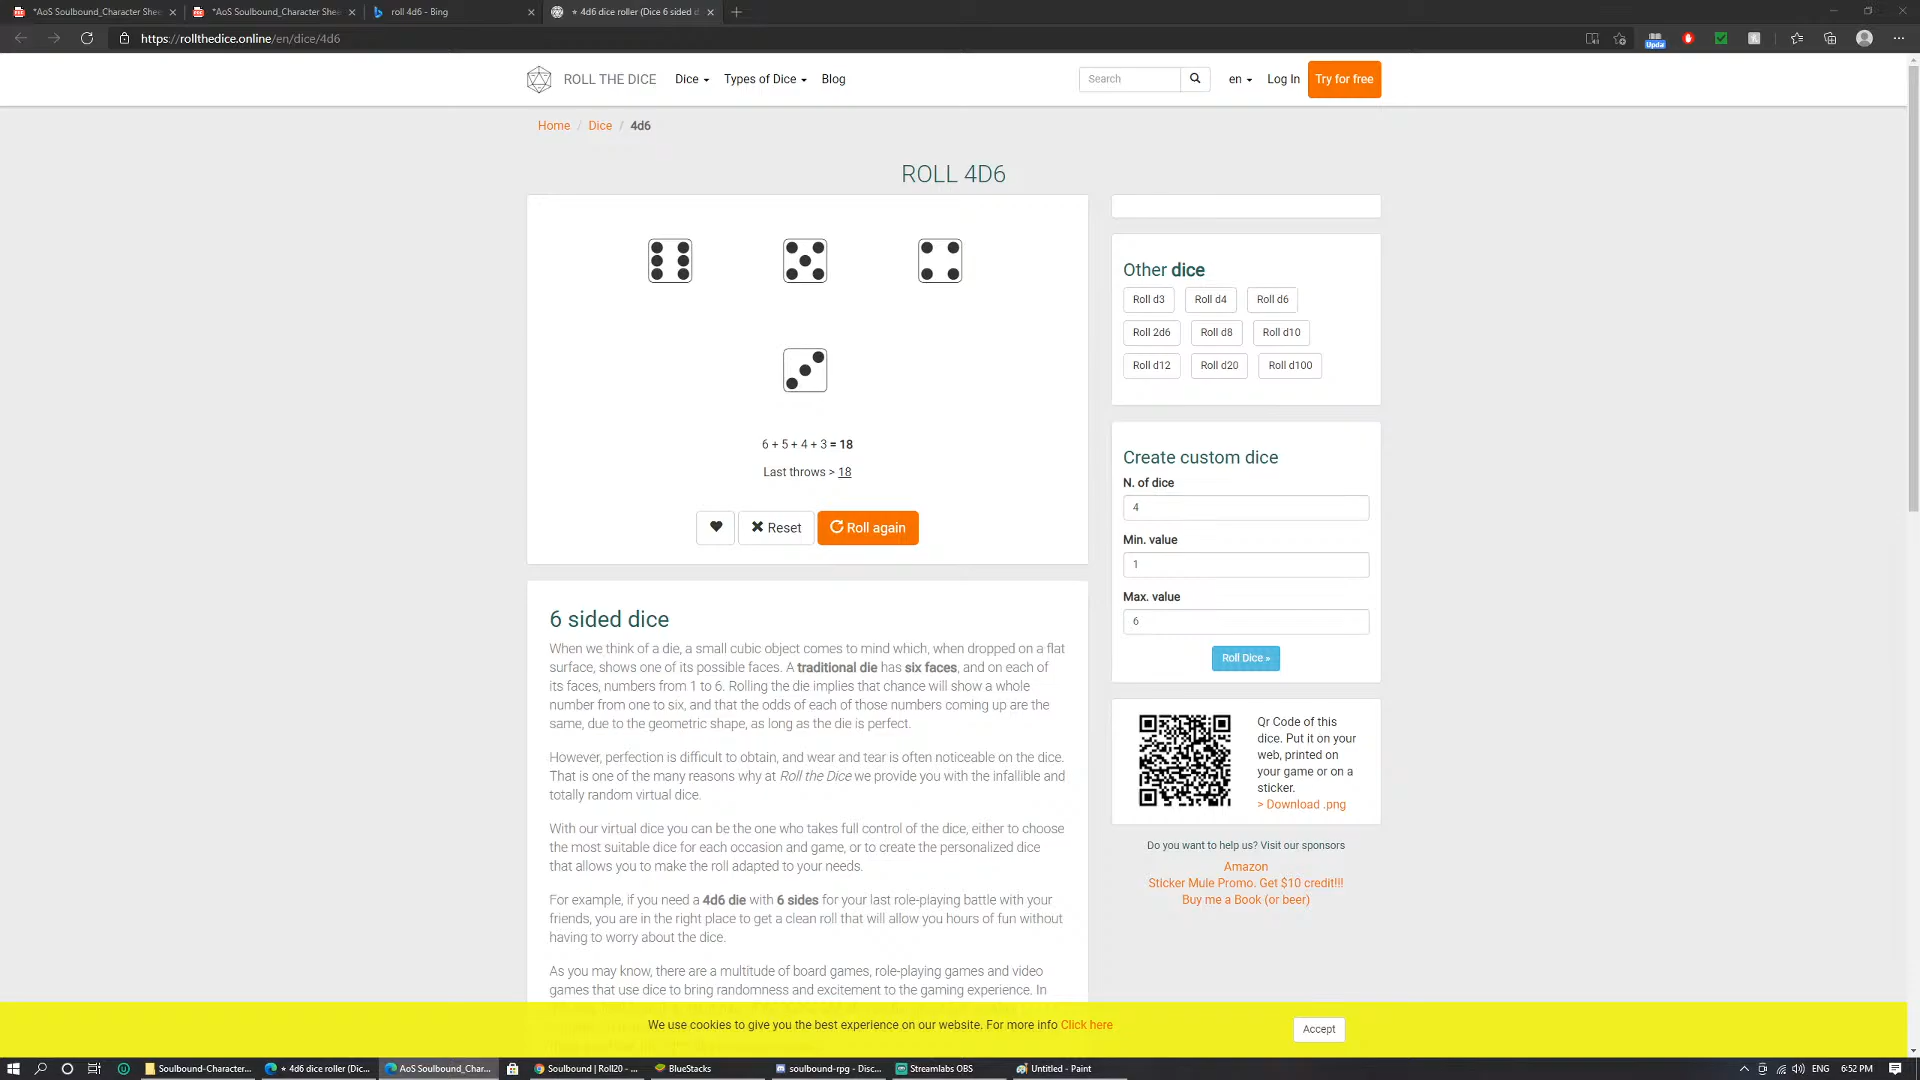 *AoS Soulbound_Character Shee
*AoS Soulbound_Character Shee
roll 4d6 - Bing
★ 4d6 dice roller (Dice 6 sided d
https://rollthedice.online/en/dice/4d6
Upda
ROLL THE DICE
Dice
Types of Dice
Blog
Search
en
Log In
Try for free
Home / Dice / 4d6
ROLL 4D6
6 + 5 + 4 + 3 = 18
Last throws > 18
Reset
Roll again
Other dice
Roll d3
Roll d4
Roll d6
Roll 2d6
Roll d8
Roll d10
Roll d12
Roll d20
Roll d100
Create custom dice
N. of dice
4
Min. value
1
Max. value
6
Roll Dice »
6 sided dice
When we think of a die, a small cubic object comes to mind which, when dropped on a flat
surface, shows one of its possible faces. A traditional die has six faces, and on each of
its faces, numbers from 1 to 6. Rolling the die implies that chance will show a whole
number from one to six, and that the odds of each of those numbers coming up are the
same, due to the geometric shape, as long as the die is perfect.
However, perfection is difficult to obtain, and wear and tear is often noticeable on the dice.
That is one of the many reasons why at Roll the Dice we provide you with the infallible and
totally random virtual dice.
With our virtual dice you can be the one who takes full control of the dice, either to choose
the most suitable dice for each occasion and game, or to create the personalized dice
that allows you to make the roll adapted to your needs.
For example, if you need a 4d6 die with 6 sides for your last role-playing battle with your
friends, you are in the right place to get a clean roll that will allow you hours of fun without
having to worry about the dice.
As you may know, there are a multitude of board games, role-playing games and video
games that use dice to bring randomness and excitement to the gaming experience. In
Qr Code of this
dice. Put it on your
web, printed on
your game or on a
sticker.
> Download .png
Do you want to help us? Visit our sponsors
Amazon
Sticker Mule Promo. Get $10 credit!!!
Buy me a Book (or beer)
We use cookies to give you the best experience on our website. For more info Click here
Accept
Soulbound-Character...
★ 4d6 dice roller (Dic...
AoS Soulbound_Char...
Soulbound | Roll20 - ...
BlueStacks
soulbound-rpg - Disc...
Streamlabs OBS
Untitled - Paint
ENG
6:52 PM